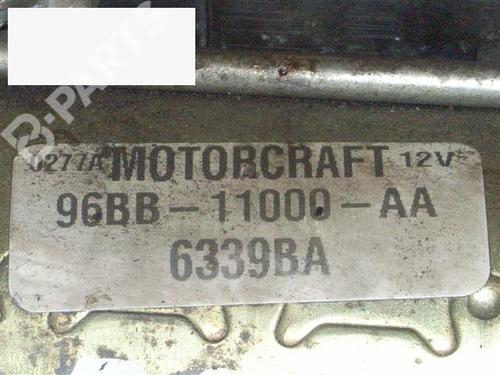 B-PARTS
0277A MOTORCRAFT 12V
96BB-11000-AA
6339BA